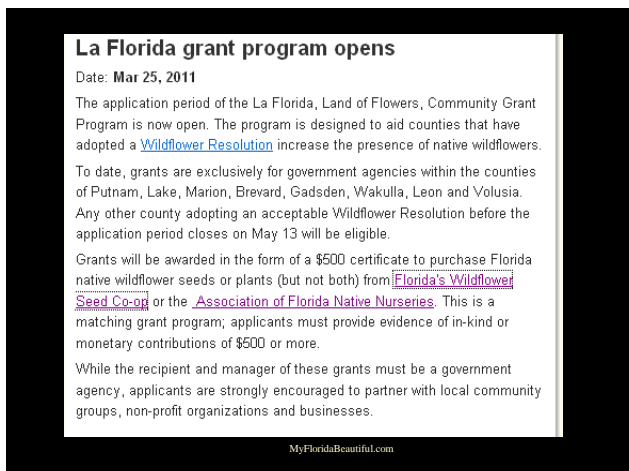 La Florida grant program opens
Date: Mar 25, 2011
The application period of the La Florida, Land of Flowers, Community Grant
Program is now open. The program is designed to aid counties that have
adopted a Wildflower Resolution increase the presence of native wildflowers.
To date, grants are exclusively for government agencies within the counties
of Putnam, Lake, Marion, Brevard, Gadsden, Wakulla, Leon and Volusia.
Any other county adopting an acceptable Wildflower Resolution before the
application period closes on May 13 will be eligible.
Grants will be awarded in the form of a $500 certificate to purchase Florida
native wildflower seeds or plants (but not both) from Florida's Wildflower
Seed Co-op or the Association of Florida Native Nurseries. This is a
matching grant program; applicants must provide evidence of in-kind or
monetary contributions of $500 or more.
While the recipient and manager of these grants must be a government
agency, applicants are strongly encouraged to partner with local community
groups, non-profit organizations and businesses.
MyFloridaBeautiful.com